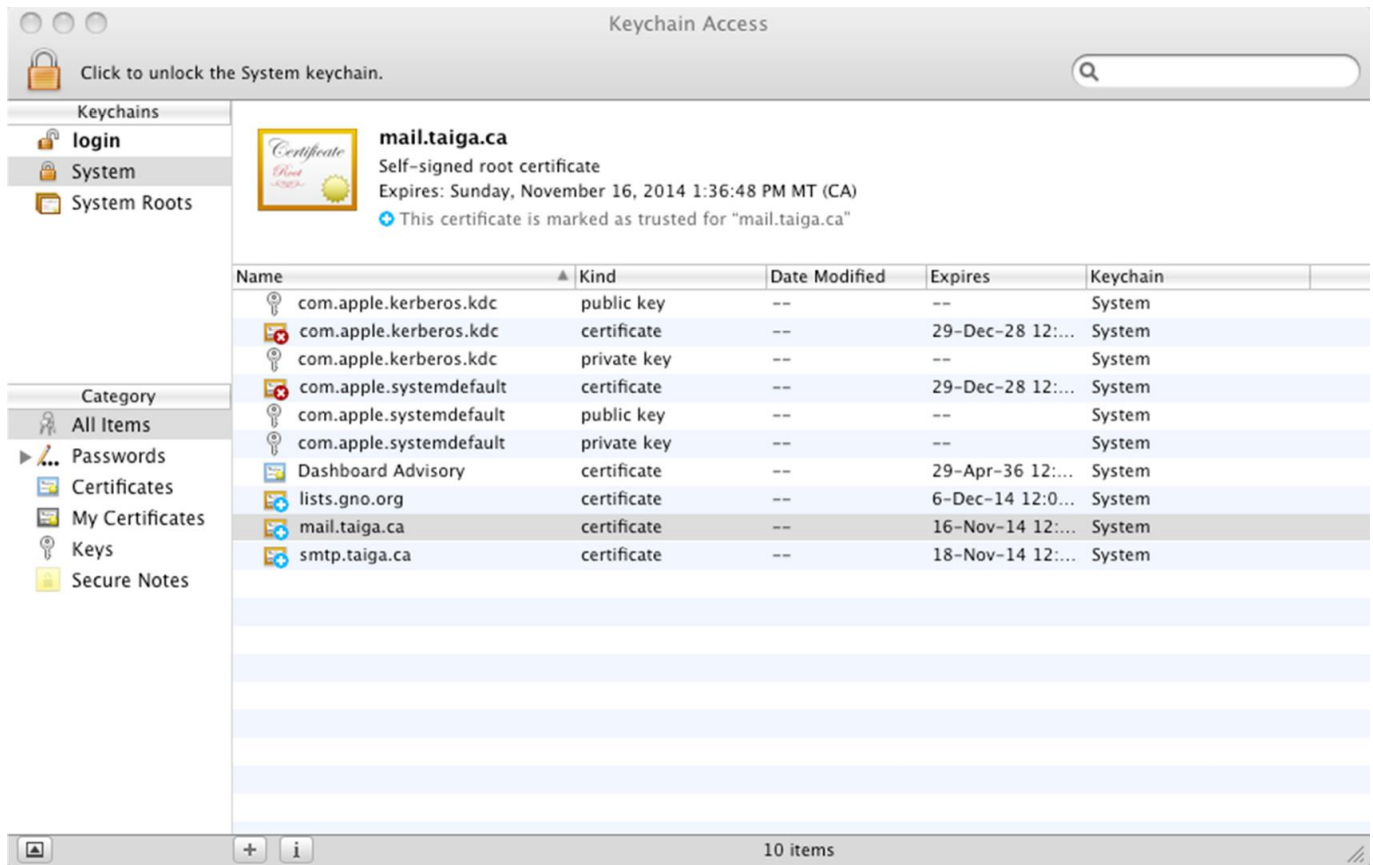 Keychain Access
Click to unlock the System keychain.
Keychains
login
System
System Roots
Certificate
Root
mail.taiga.ca
Self-signed root certificate
Expires: Sunday, November 16, 2014 1:36:48 PM MT (CA)
This certificate is marked as trusted for "mail.taiga.ca"
Name Kind Date Modified Expires Keychain
com.apple.kerberos.kdc public key -- -- System
com.apple.kerberos.kdc certificate -- 29-Dec-28 12:... System
com.apple.kerberos.kdc private key -- -- System
com.apple.systemdefault certificate -- 29-Dec-28 12:... System
com.apple.systemdefault public key -- -- System
com.apple.systemdefault private key -- -- System
Dashboard Advisory certificate -- 29-Apr-36 12:... System
lists.gno.org certificate -- 6-Dec-14 12:0... System
mail.taiga.ca certificate -- 16-Nov-14 12:... System
smtp.taiga.ca certificate -- 18-Nov-14 12:... System
Category
All Items
Passwords
Certificates
My Certificates
Keys
Secure Notes
+ i 10 items